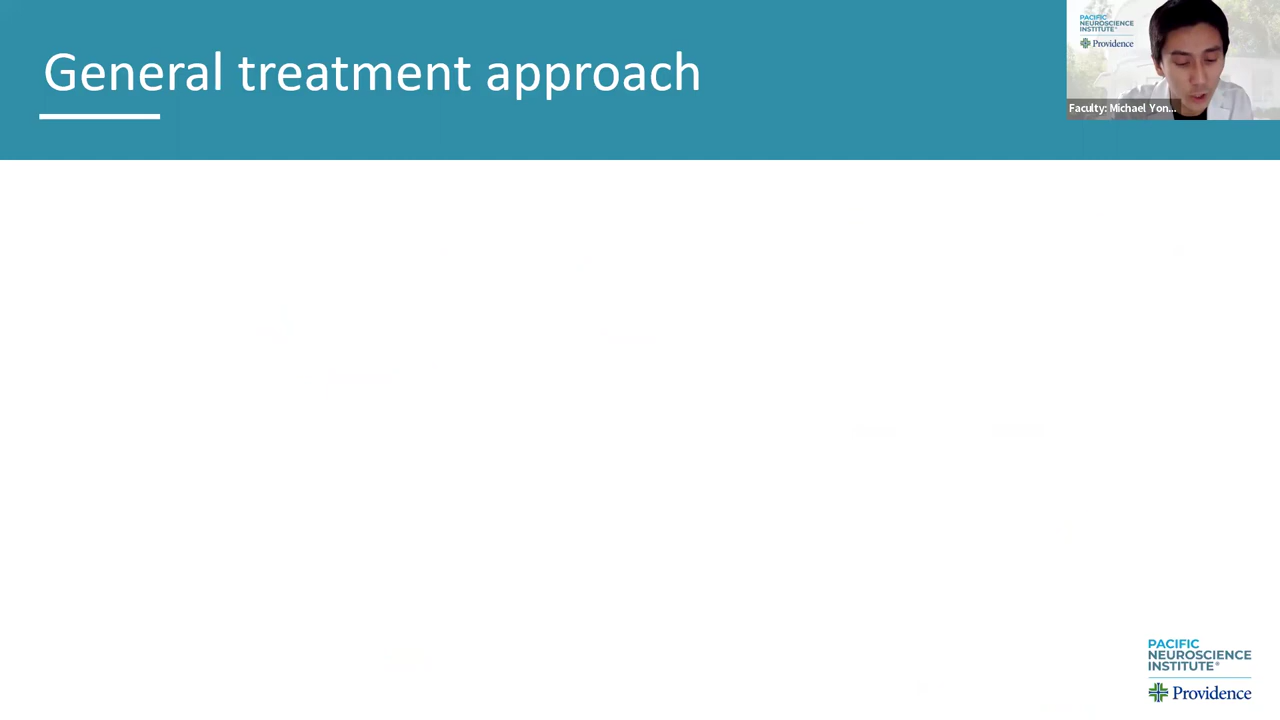 General treatment approach
PACIFIC
NEUROSCIENCE
INSTITUTE®
Providence
Faculty: Michael Yon...
PACIFIC
NEUROSCIENCE
INSTITUTE®
Providence